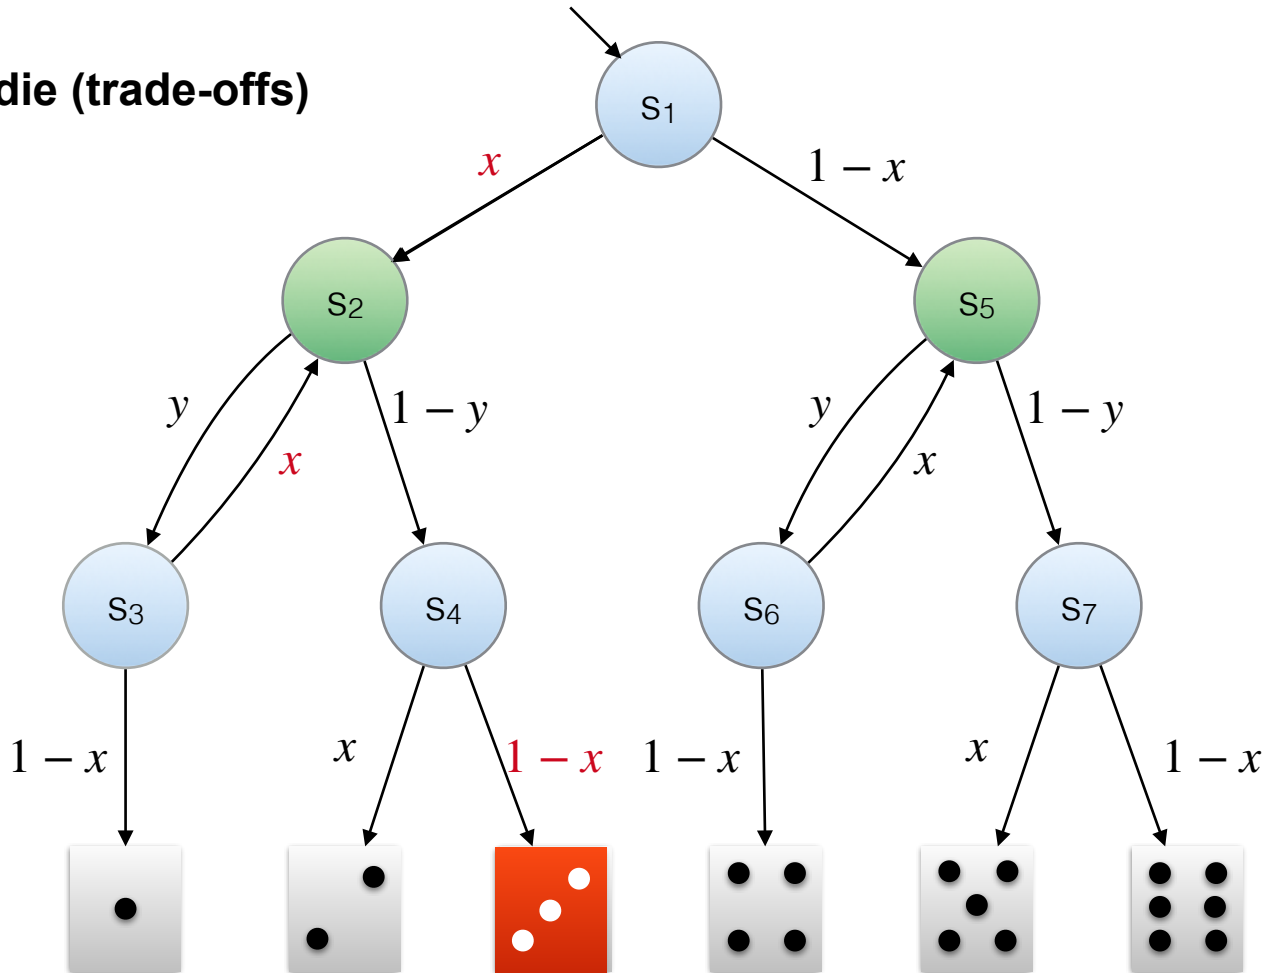 die (trade-offs)
s1
x
1 − x
s2
s5
y
1 − y
x
y
1 − y
x
s3
s4
s6
s7
1 − x
x
1 − x
1 − x
x
1 − x